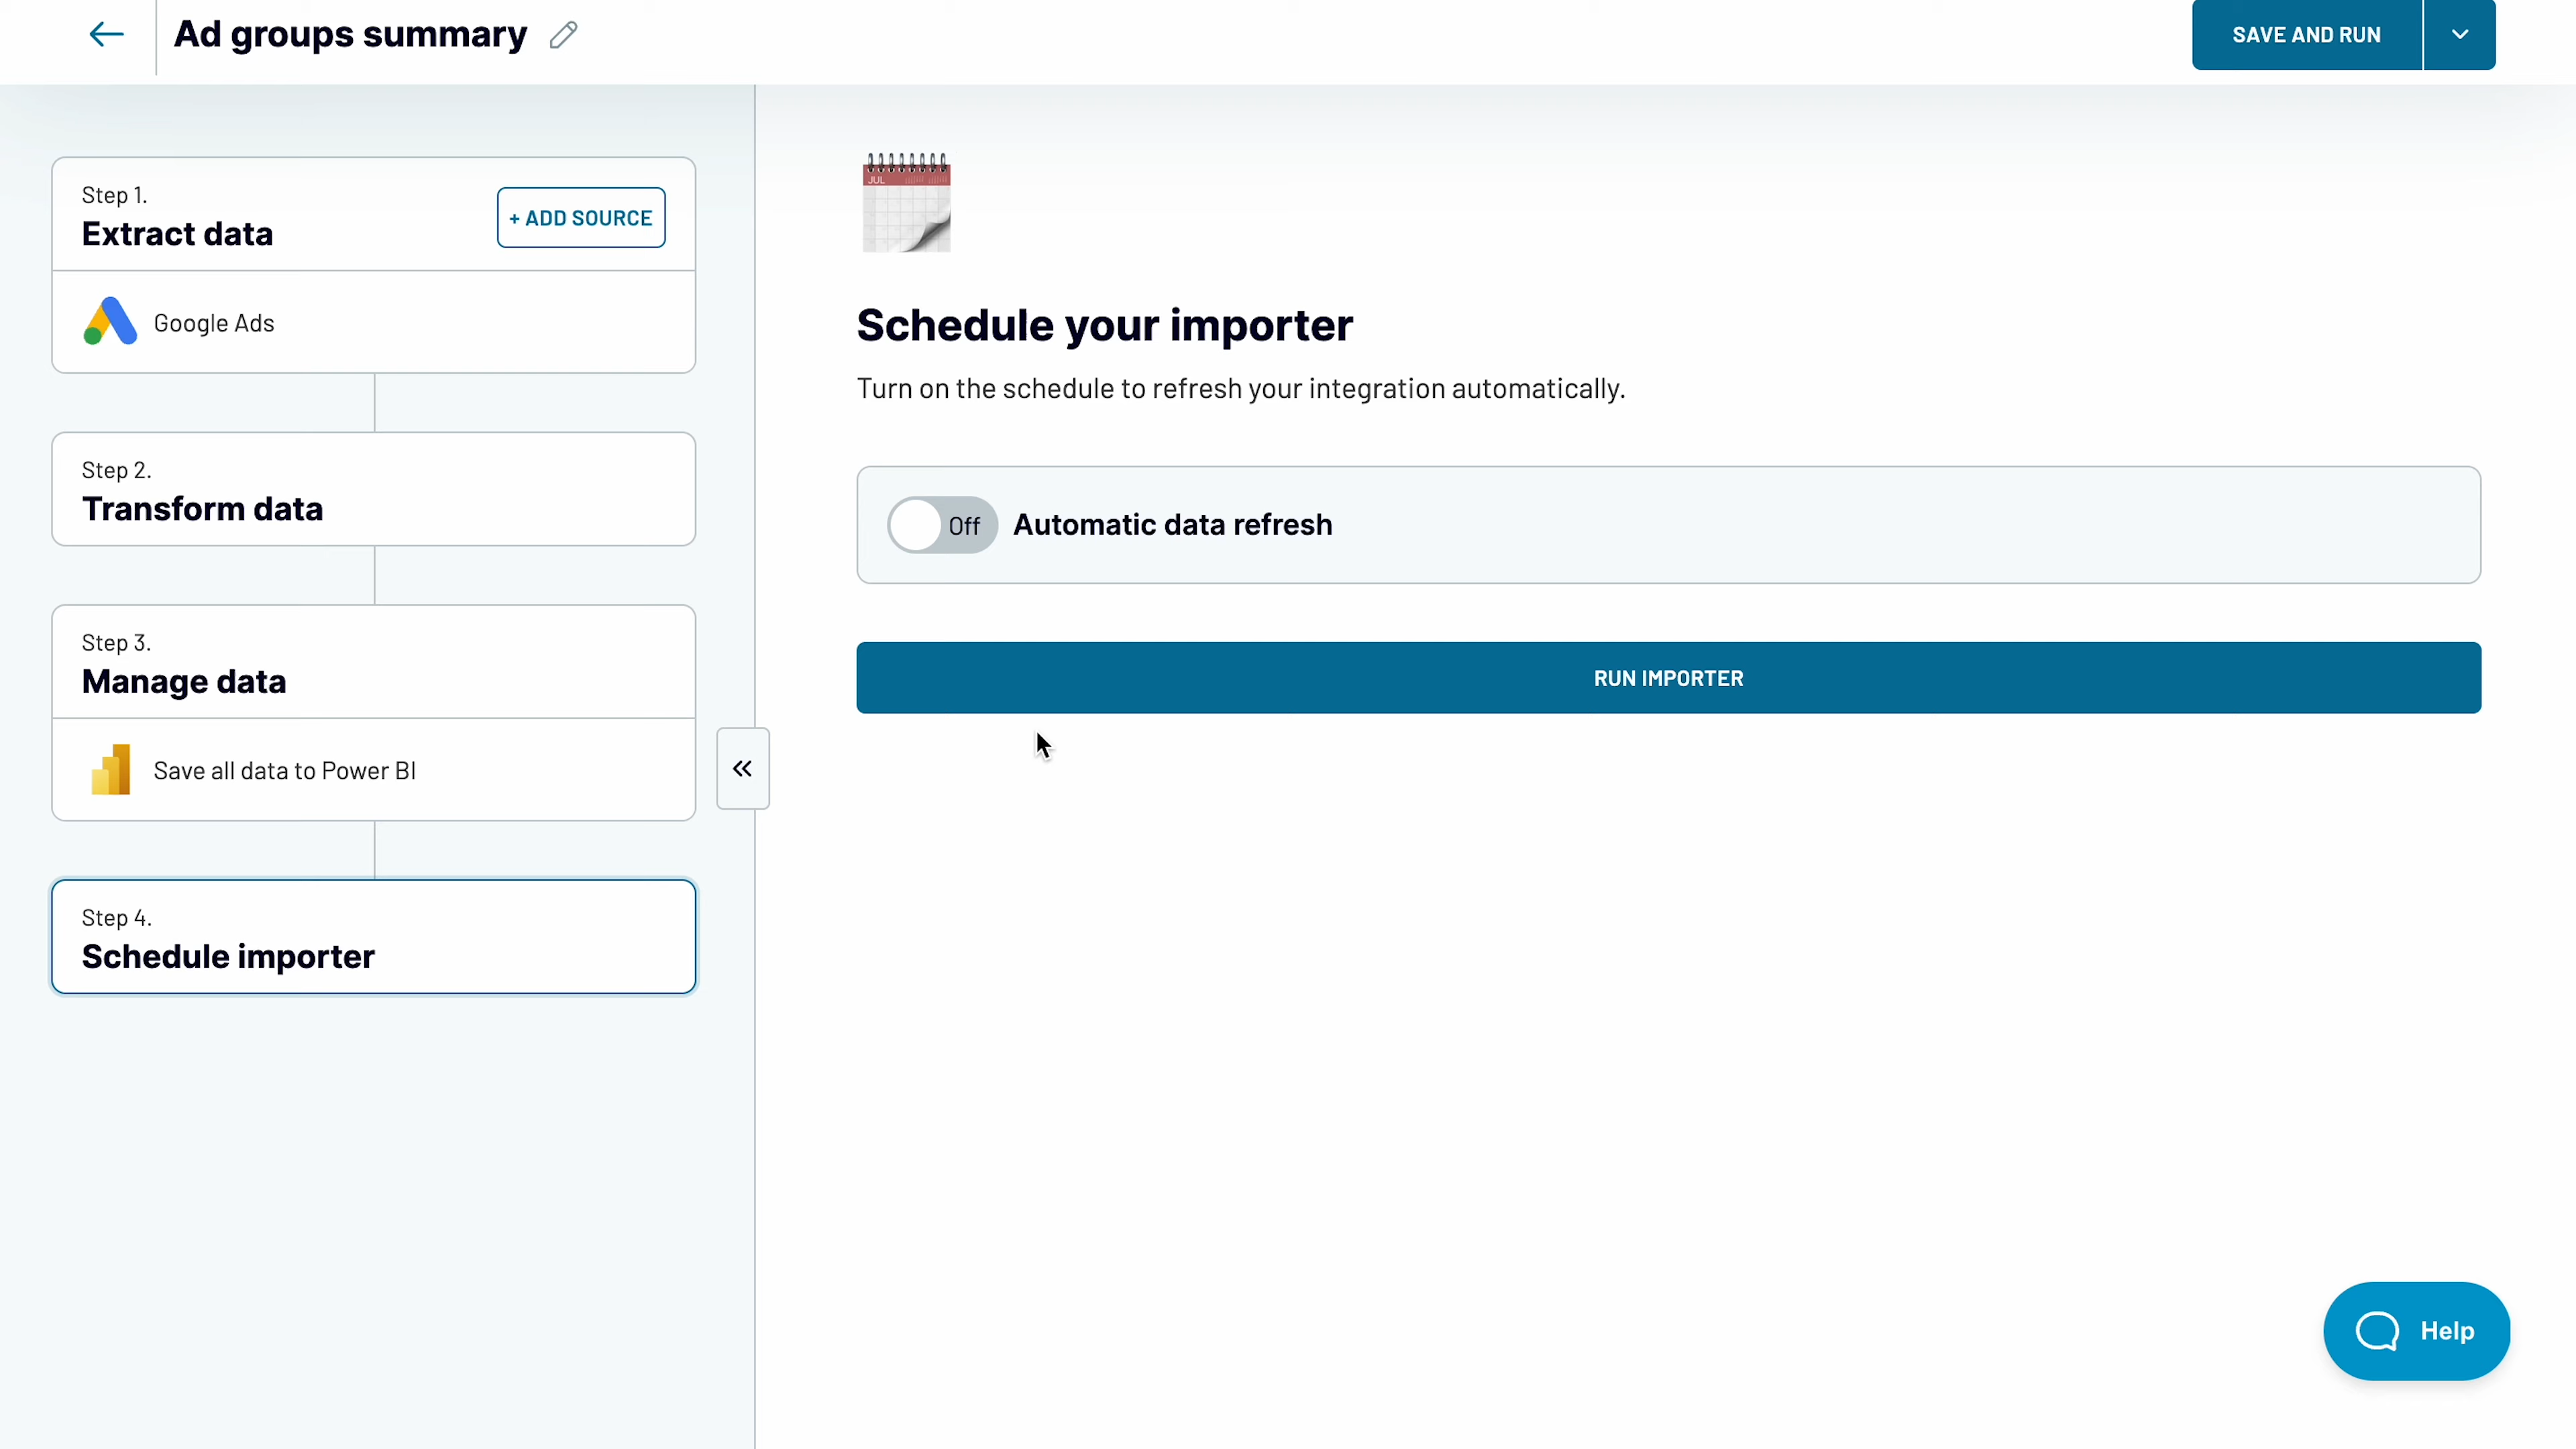 Ad groups summary
SAVE AND RUN
Step 1.
Extract data
+ ADD SOURCE
Google Ads
Step 2.
Transform data
Step 3.
Manage data
Save all data to Power BI
Step 4.
Schedule importer
JUL
Schedule your importer
Turn on the schedule to refresh your integration automatically.
Off
Automatic data refresh
RUN IMPORTER
Help